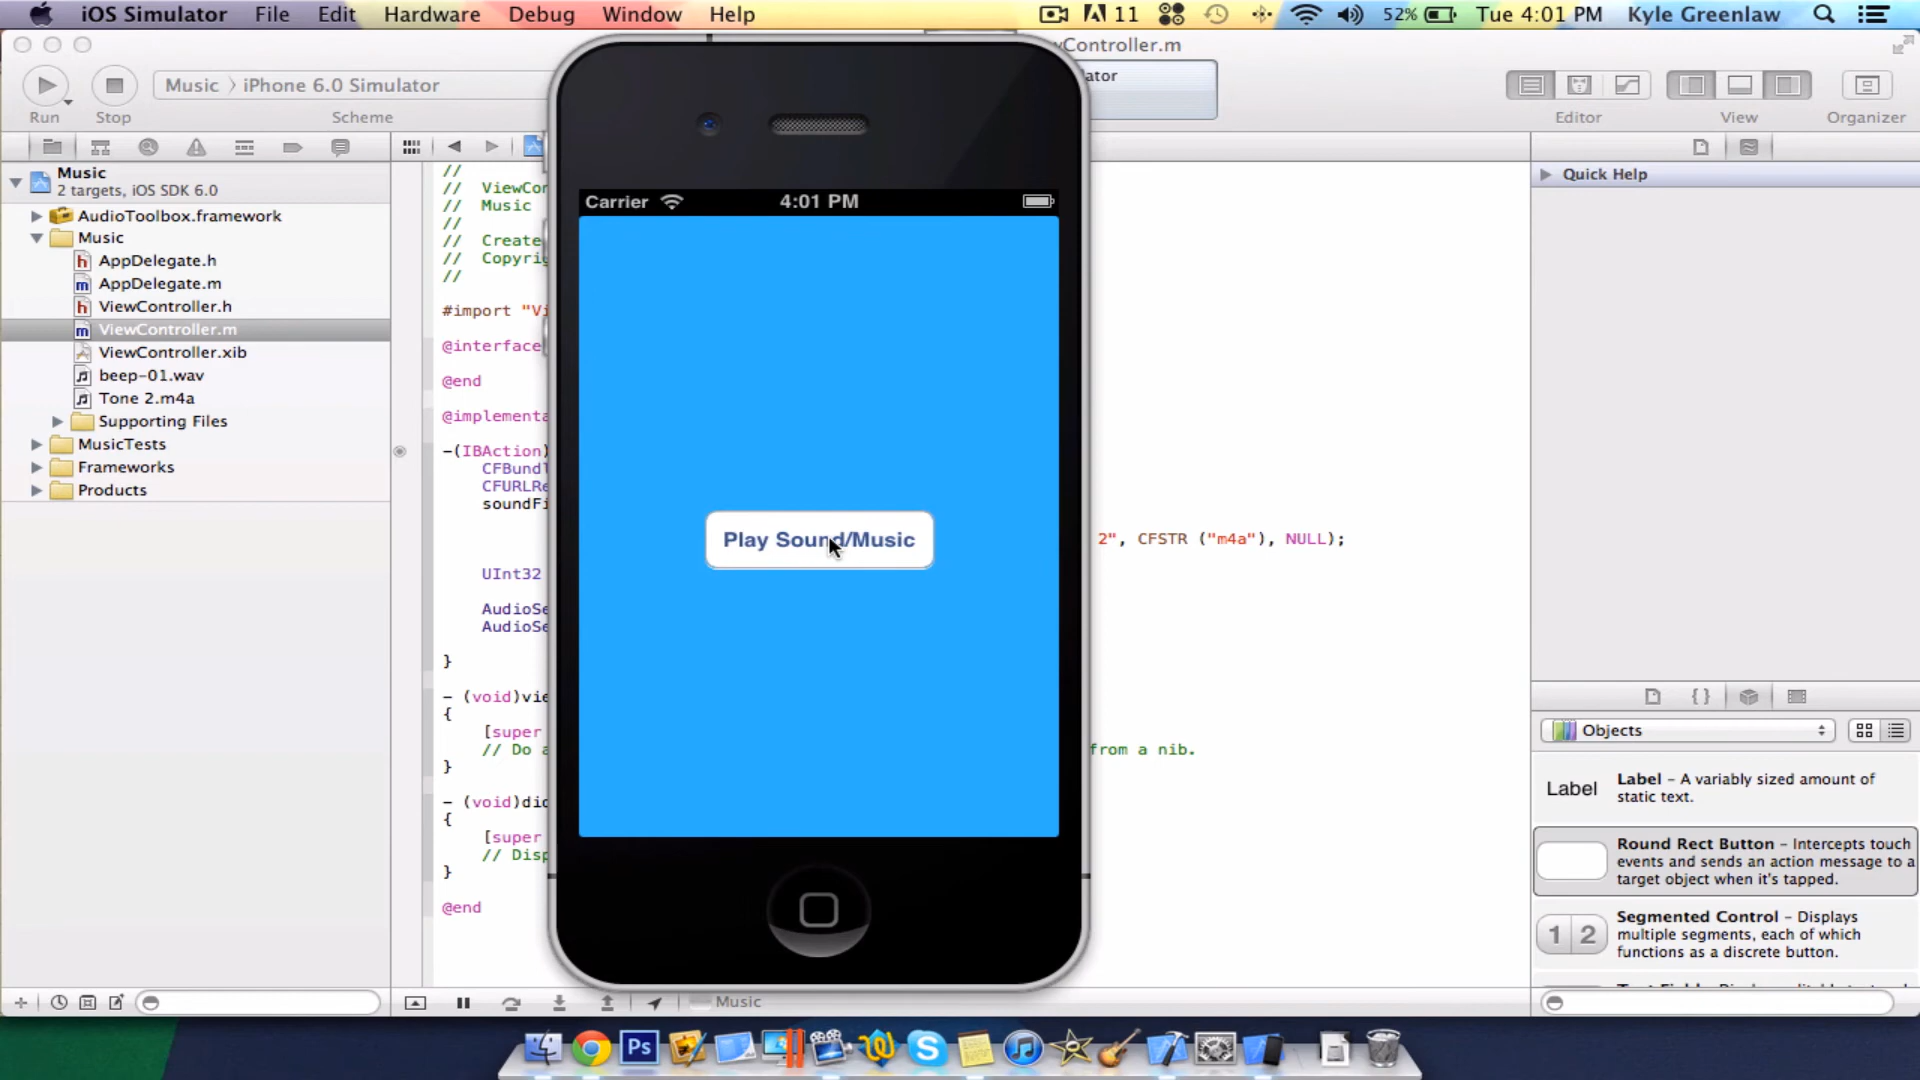 iOS Simulator File Edit Hardware Debug Window Help 11 52% Tue 4:01 PM Kyle Greenlaw
Controller.m
Music iPhone 6.0 Simulator
ator
Run Stop Scheme Editor View Organizer
Music
2 targets, iOS SDK 6.0
AudioToolbox.framework
Music
AppDelegate.h
AppDelegate.m
ViewController.h
ViewController.m
ViewController.xib
beep-01.wav
Tone 2.m4a
Supporting Files
MusicTests
Frameworks
Products
//
// ViewCor
// Music
//
// Create
// Copyrig
//
#import "Vi
@interface
@end
@implementa
-(IBAction)
CFBundl
CFURLRe
soundFi
2", CFSTR ("m4a"), NULL);
UInt32
AudioSe
AudioSe
}
- (void)vie
{
[super
// Do a
from a nib.
}
- (void)did
{
[super
// Disp
}
@end
Carrier 4:01 PM
Play Sound/Music
Quick Help
{ }
Objects
Label
Label - A variably sized amount of
static text.
Round Rect Button - Intercepts touch
events and sends an action message to a
target object when it's tapped.
1 2
Segmented Control - Displays
multiple segments, each of which
functions as a discrete button.
Music
Ps